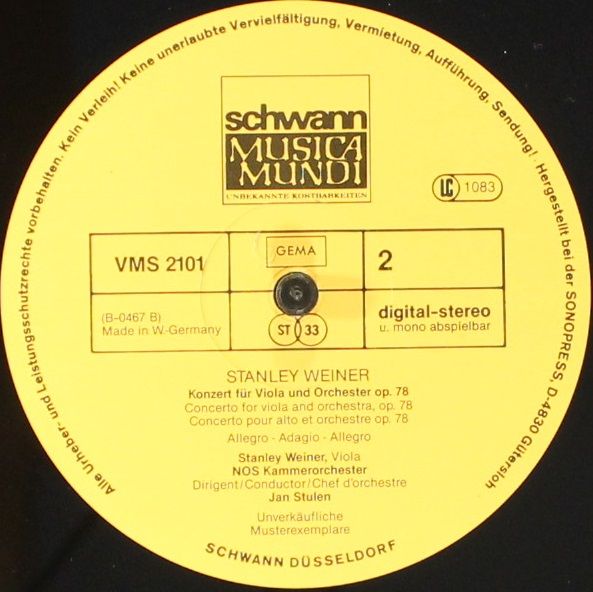 Alle Urheber- und Leistungsschutzrechte vorbehalten. Kein Verleih! Keine unerlaubte Vervielfältigung, Vermietung, Aufführung, Sendung! Hergestellt bei der SONOPRESS, D-4830 Gütersloh
schwann
MUSICA
MUNDI
UNBEKANNTE KOSTBARKEITEN
LC 1083
VMS 2101
GEMA
2
(B-0467 B)
Made in W.-Germany
ST 33
digital-stereo
u. mono abspielbar
STANLEY WEINER
Konzert für Viola und Orchester op. 78
Concerto for viola and orchestra, op. 78
Concerto pour alto et orchestre op. 78
Allegro - Adagio - Allegro
Stanley Weiner, Viola
NOS Kammerorchester
Dirigent/Conductor/Chef d'orchestre
Jan Stulen
Unverkäufliche
Musterexemplare
SCHWANN DÜSSELDORF